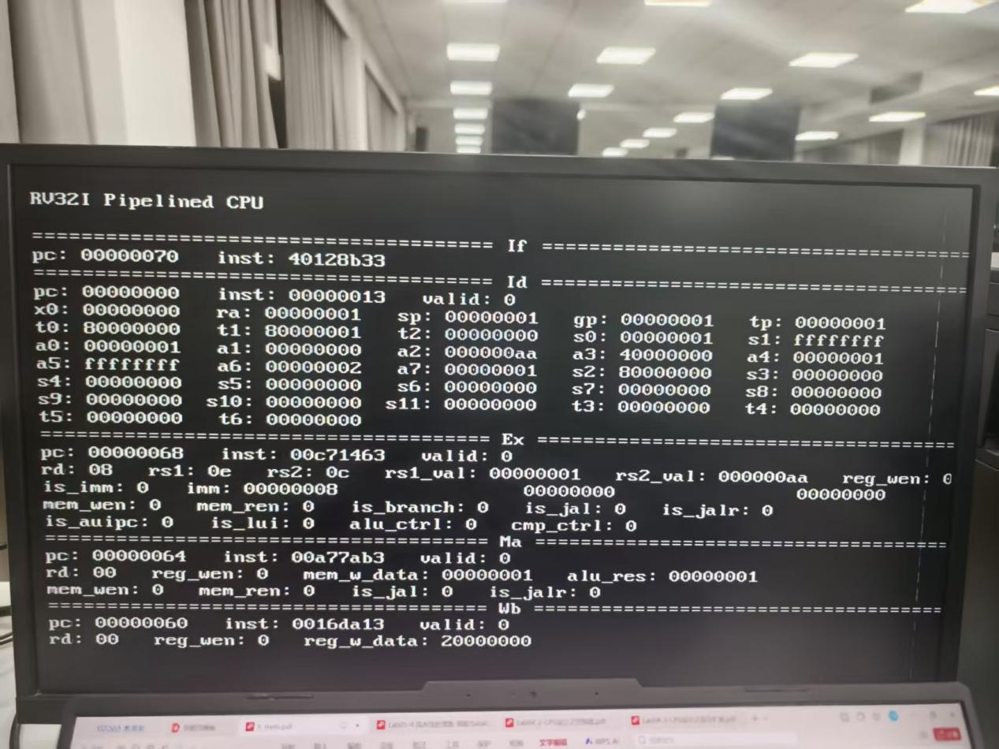 RV32I Pipelined CPU
===================================== If ===================================
pc: 00000070 inst: 40128b33
===================================== Id ===================================
pc: 00000000 inst: 00000013 valid: 0
x0: 00000000 ra: 00000001 sp: 00000001 gp: 00000001 tp: 00000001
t0: 80000000 t1: 80000001 t2: 00000000 s0: 00000001 s1: ffffffff
a0: 00000001 a1: 00000000 a2: 000000aa a3: 40000000 a4: 00000001
a5: ffffffff a6: 00000002 a7: 00000001 s2: 80000000 s3: 00000000
s4: 00000000 s5: 00000000 s6: 00000000 s7: 00000000 s8: 00000000
s9: 00000000 s10: 00000000 s11: 00000000 t3: 00000000 t4: 00000000
t5: 00000000 t6: 00000000
===================================== Ex ===================================
pc: 00000068 inst: 00c71463 valid: 0
rd: 08 rs1: 0e rs2: 0c rs1_val: 00000001 rs2_val: 000000aa reg_wen: 0
is_imm: 0 imm: 00000008 00000000 00000000
mem_wen: 0 mem_ren: 0 is_branch: 0 is_jal: 0 is_jalr: 0
is_auipc: 0 is_lui: 0 alu_ctrl: 0 cmp_ctrl: 0
===================================== Ma ===================================
pc: 00000064 inst: 00a77ab3 valid: 0
rd: 00 reg_wen: 0 mem_w_data: 00000001 alu_res: 00000001
mem_wen: 0 mem_ren: 0 is_jal: 0 is_jalr: 0
===================================== Wb ===================================
pc: 00000060 inst: 0016da13 valid: 0
rd: 00 reg_wen: 0 reg_w_data: 20000000
WPS AI